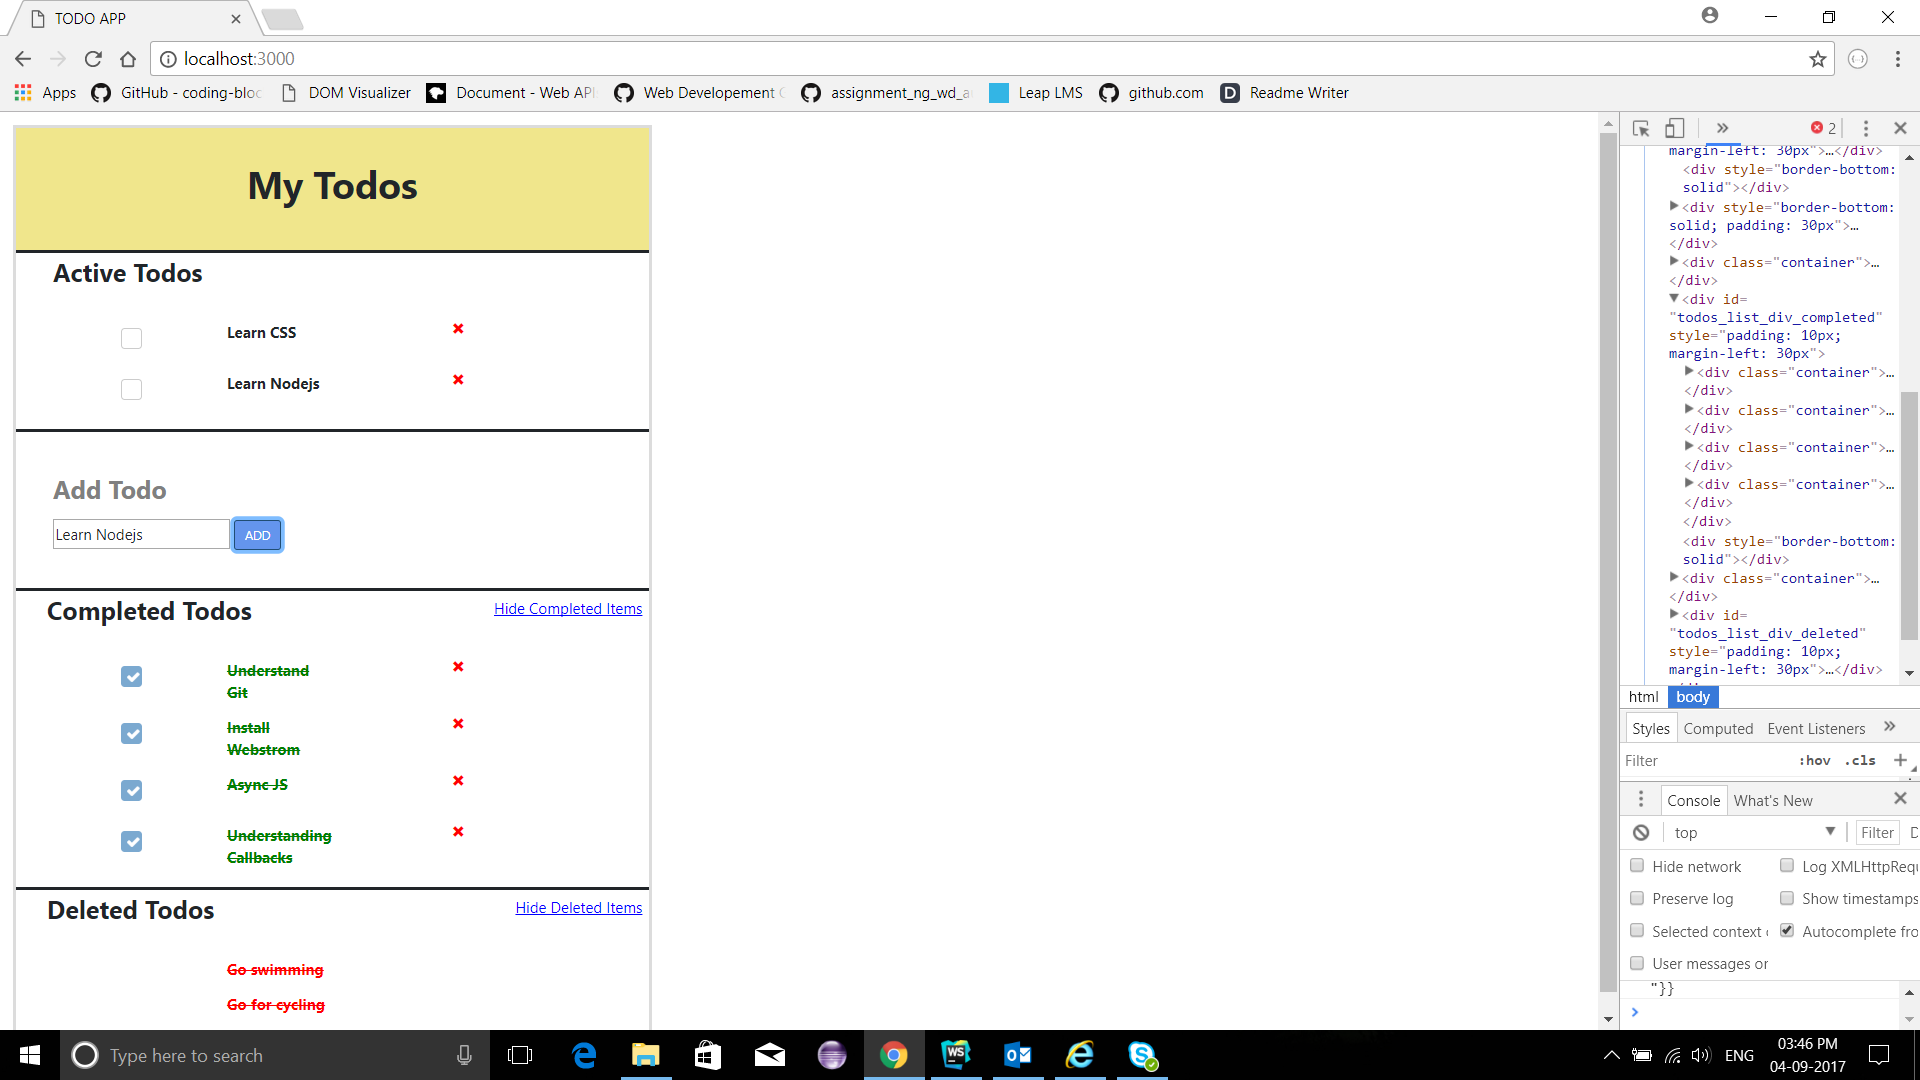 TODO APP
localhost:3000
Apps
GitHub - coding-bloc
DOM Visualizer
Document - Web API
Web Developement C
assignment_ng_wd_a
Leap LMS
github.com
Readme Writer
My Todos
Active Todos
Learn CSS
Learn Nodejs
Add Todo
Learn Nodejs
ADD
Completed Todos
Hide Completed Items
Understand
Git
Install
Webstrom
Async JS
Understanding
Callbacks
Deleted Todos
Hide Deleted Items
Go swimming
Go for cycling
2
margin-left: 30px">…</div>
<div style="border-bottom:
solid"></div>
<div style="border-bottom:
solid; padding: 30px">…
</div>
<div class="container">…
</div>
<div id=
"todos_list_div_completed"
style="padding: 10px;
margin-left: 30px">
<div class="container">…
</div>
<div class="container">…
</div>
<div class="container">…
</div>
<div class="container">…
</div>
</div>
<div style="border-bottom:
solid"></div>
<div class="container">…
</div>
<div id=
"todos_list_div_deleted"
style="padding: 10px;
margin-left: 30px">…</div>
html body
Styles Computed Event Listeners
Filter :hov .cls
Console What's New
top Filter D
Hide network Log XMLHttpRequ
Preserve log Show timestamps
Selected context Autocomplete fro
User messages or
"}}
Type here to search
ENG
03:46 PM
04-09-2017